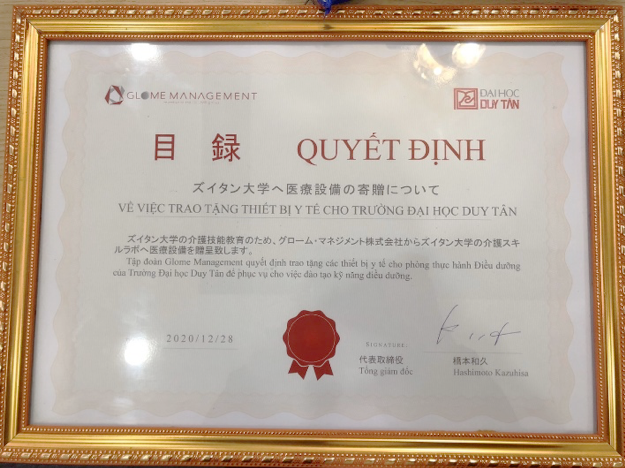 GLOME MANAGEMENT
ĐẠI HỌC
DUY TÂN
目 録 QUYẾT ĐỊNH
ズイタン大学へ医療設備の寄贈について
VỀ VIỆC TRAO TẶNG THIẾT BỊ Y TẾ CHO TRƯỜNG ĐẠI HỌC DUY TÂN
ズイタン大学の介護技能教育のため、グローム・マネジメント株式会社からズイタン大学の介護スキ
ルラボへ医療設備を贈呈致します。
Tập đoàn Glome Management quyết định trao tặng các thiết bị y tế cho phòng thực hành Điều dưỡng
của Trường Đại học Duy Tân để phục vụ cho việc đào tạo kỹ năng điều dưỡng.
2020/12/28
SIGNATURE
代表取締役 橋本和久
Tổng giám đốc Hashimoto Kazuhisa